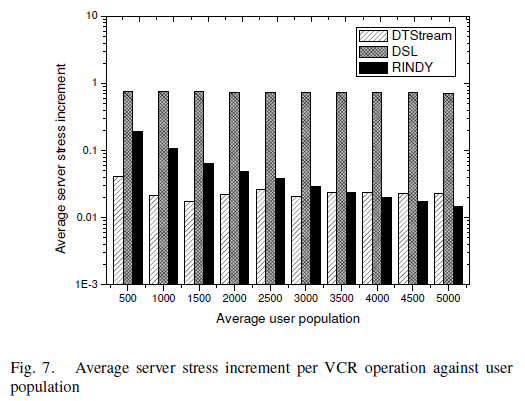 10
1
0.1
0.01
1E-3
Average server stress increment
DTStream
DSL
RINDY
500 1000 1500 2000 2500 3000 3500 4000 4500 5000
Average user population
Fig. 7. Average server stress increment per VCR operation against user
population